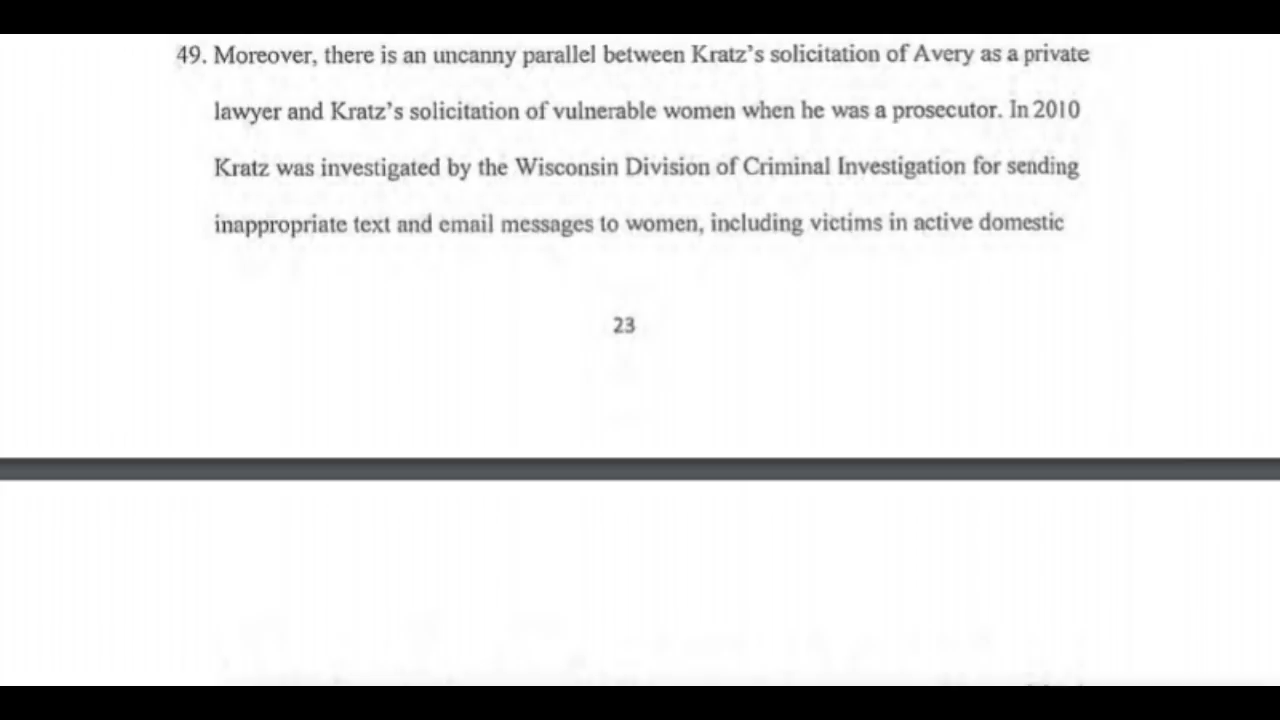 49. Moreover, there is an uncanny parallel between Kratz's solicitation of Avery as a private
lawyer and Kratz's solicitation of vulnerable women when he was a prosecutor. In 2010
Kratz was investigated by the Wisconsin Division of Criminal Investigation for sending
inappropriate text and email messages to women, including victims in active domestic
23